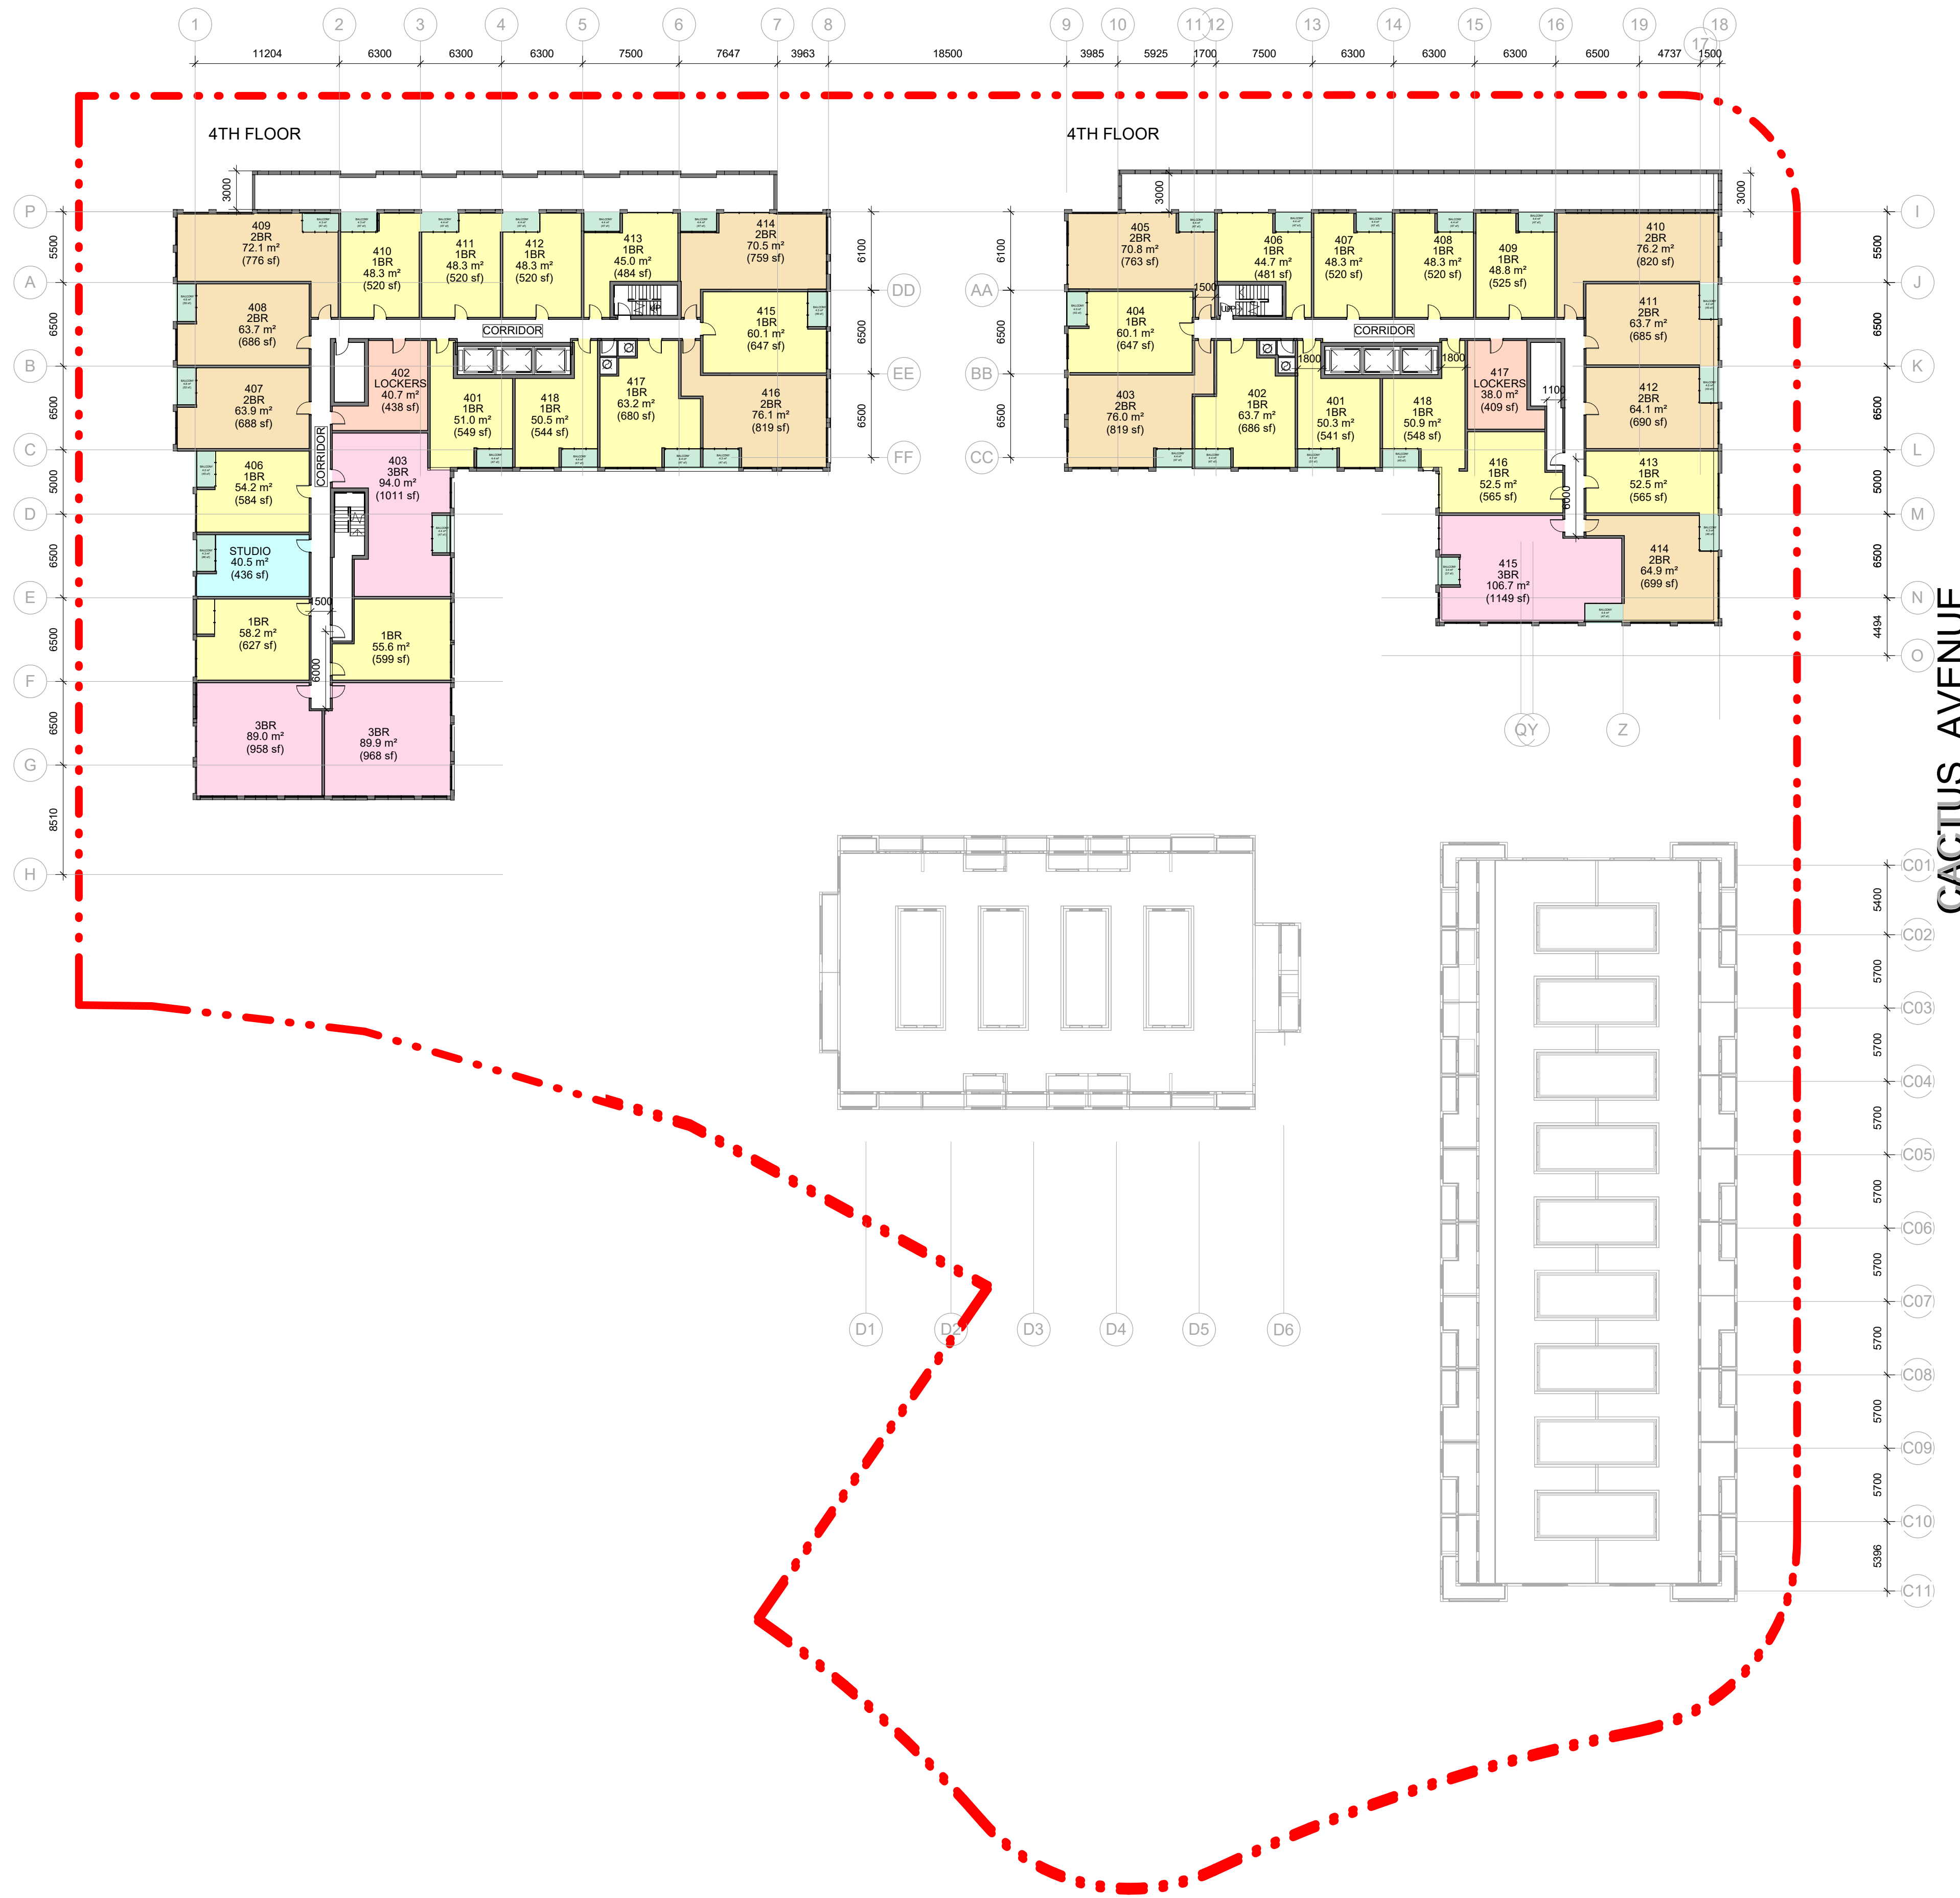 1 2 3 4 5 6 7 8 9 10 11 12 13 14 15 16 19 17 18
11204 6300 6300 6300 7500 7647 3963 18500 3985 5925 1700 7500 6300 6300 6300 6500 4737 1500
4TH FLOOR
4TH FLOOR
3000
3000
3000
P
A
B
C
D
E
F
G
H
5500
6500
6500
5000
6500
6500
6500
8510
409
2BR
72.1 m²
(776 sf)
410
1BR
48.3 m²
(520 sf)
411
1BR
48.3 m²
(520 sf)
412
1BR
48.3 m²
(520 sf)
413
1BR
45.0 m²
(484 sf)
414
2BR
70.5 m²
(759 sf)
408
2BR
63.7 m²
(686 sf)
CORRIDOR
415
1BR
60.1 m²
(647 sf)
407
2BR
63.9 m²
(688 sf)
402
LOCKERS
40.7 m²
(438 sf)
401
1BR
51.0 m²
(549 sf)
418
1BR
50.5 m²
(544 sf)
417
1BR
63.2 m²
(680 sf)
416
2BR
76.1 m²
(819 sf)
CORRIDOR
406
1BR
54.2 m²
(584 sf)
403
3BR
94.0 m²
(1011 sf)
STUDIO
40.5 m²
(436 sf)
1500
1BR
58.2 m²
(627 sf)
1BR
55.6 m²
(599 sf)
6000
3BR
89.0 m²
(958 sf)
3BR
89.9 m²
(968 sf)
6100
6500
6500
DD
EE
FF
AA
BB
CC
6100
6500
6500
405
2BR
70.8 m²
(763 sf)
406
1BR
44.7 m²
(481 sf)
407
1BR
48.3 m²
(520 sf)
408
1BR
48.3 m²
(520 sf)
409
1BR
48.8 m²
(525 sf)
410
2BR
76.2 m²
(820 sf)
1500
404
1BR
60.1 m²
(647 sf)
CORRIDOR
411
2BR
63.7 m²
(685 sf)
1800
1800
403
2BR
76.0 m²
(819 sf)
402
1BR
63.7 m²
(686 sf)
401
1BR
50.3 m²
(541 sf)
418
1BR
50.9 m²
(548 sf)
417
LOCKERS
38.0 m²
(409 sf)
1100
412
2BR
64.1 m²
(690 sf)
416
1BR
52.5 m²
(565 sf)
6000
413
1BR
52.5 m²
(565 sf)
415
3BR
106.7 m²
(1149 sf)
414
2BR
64.9 m²
(699 sf)
I
J
K
L
M
N
O
5500
6500
6500
5000
6500
4494
Q Y Z
CACTUS AVENUE
D1 D2 D3 D4 D5 D6
C01
C02
C03
C04
C05
C06
C07
C08
C09
C10
C11
5400
5700
5700
5700
5700
5700
5700
5700
5700
5396